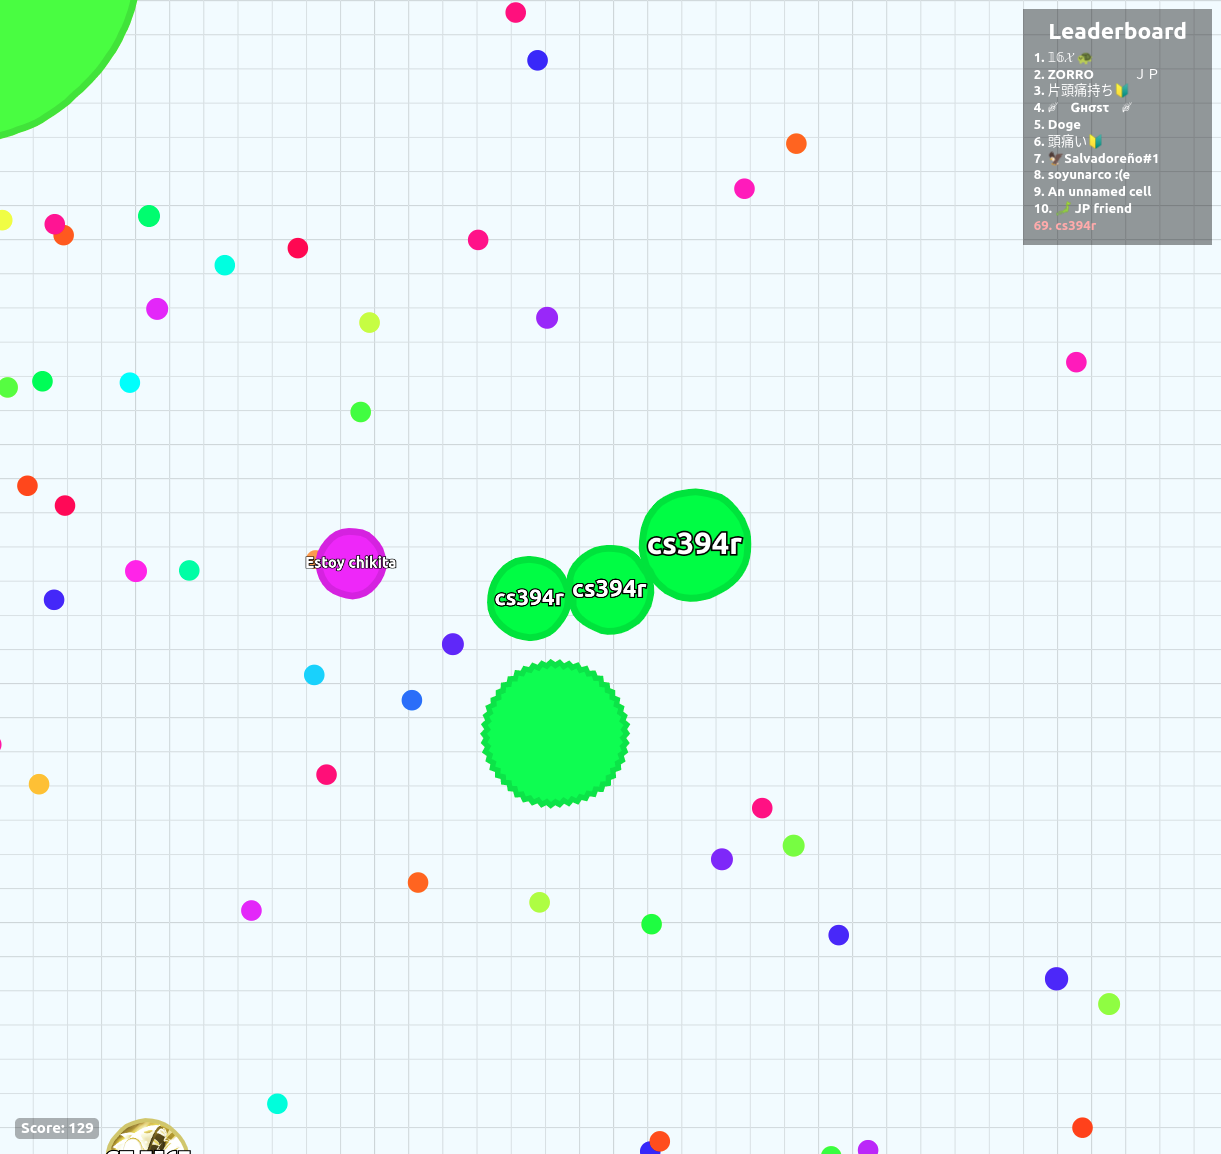 Leaderboard
1. 𝟙𝟞𝓧 🐢
2. ZORRO ＪＰ
3. 片頭痛持ち🔰
4. Ǥнσsτ
5. Doge
6. 頭痛い🔰
7. 🦅Salvadoreño#1
8. soyunarco :(e
9. An unnamed cell
10. 🌶JP friend
69. cs394r
cs394r
Estoy chikita
cs394r
cs394r
Score: 129